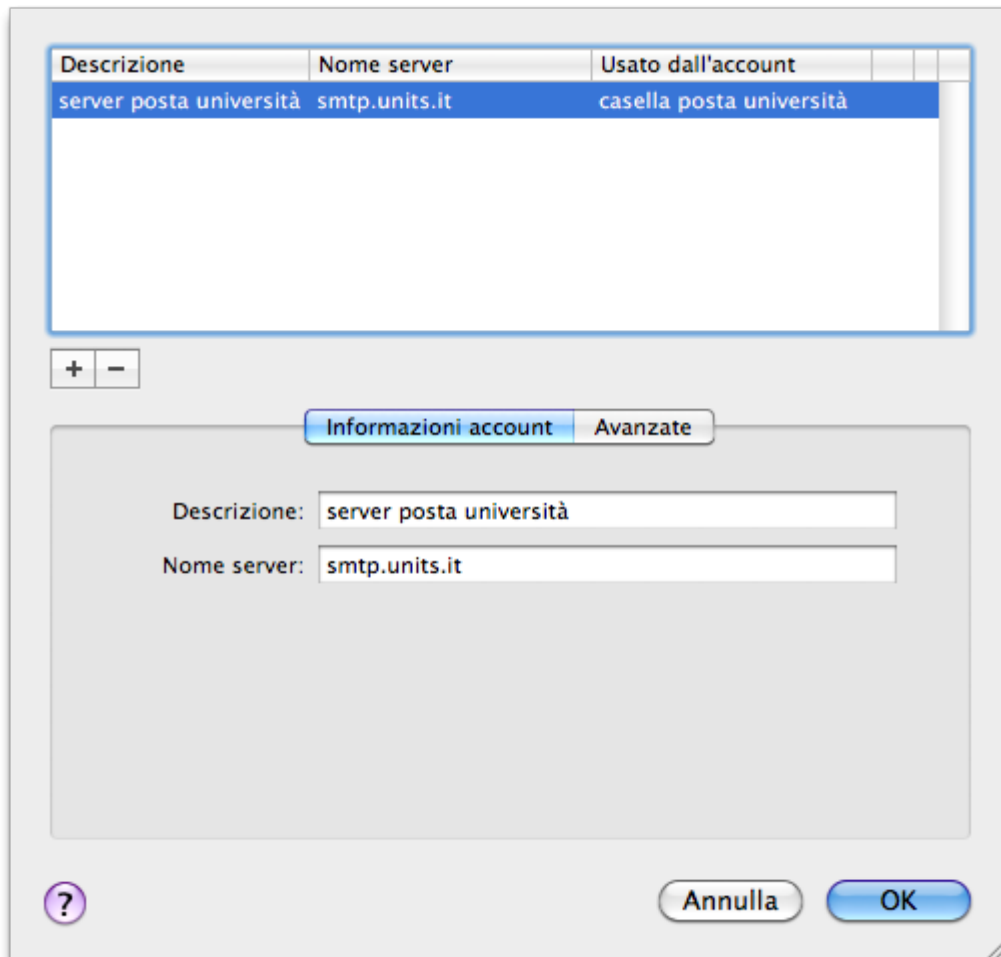 Descrizione Nome server Usato dall'account
server posta università smtp.units.it casella posta università
+ −
Informazioni account Avanzate
Descrizione: server posta università
Nome server: smtp.units.it
? Annulla OK